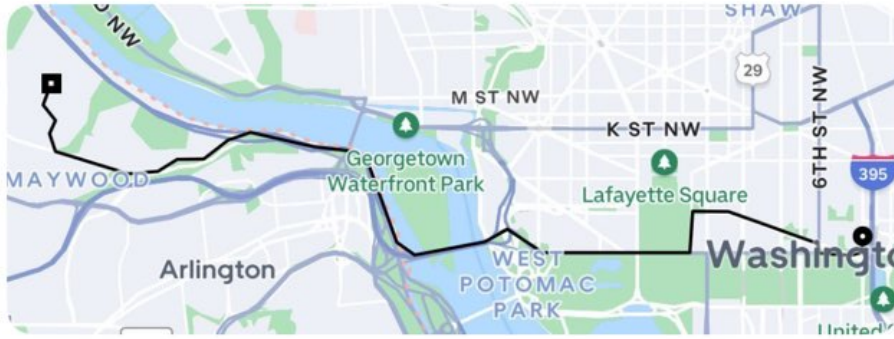 O NW
SHAW
29
M ST NW
K ST NW
6TH ST NW
Georgetown
Waterfront Park
Lafayette Square
395
MAYWOOD
Arlington
WEST
POTOMAC
PARK
Washingto
United